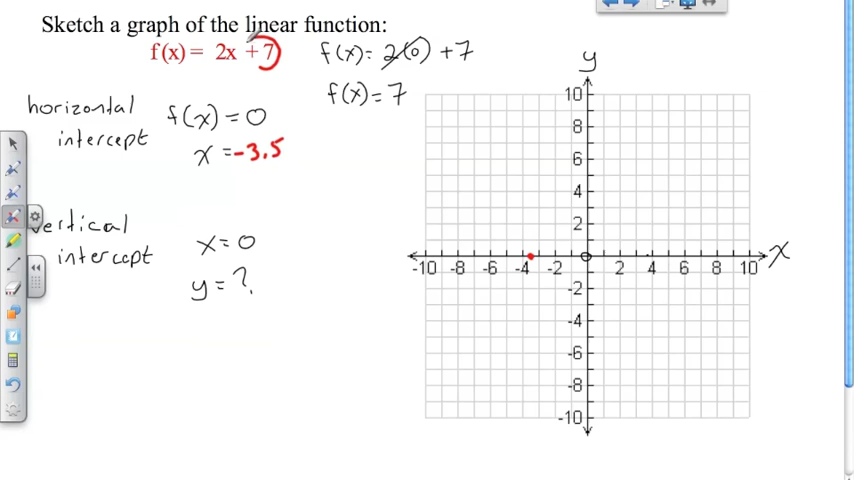 Sketch a graph of the linear function:
f(x) = 2x + 7
f(x) = 2(0) + 7
f(x) = 7
horizontal
intercept
f(x) = 0
x = -3.5
vertical
intercept
x = 0
y = ?
y
10
8
6
4
2
-10 -8 -6 -4 -2 0 2 4 6 8 10 x
-2
-4
-6
-8
-10